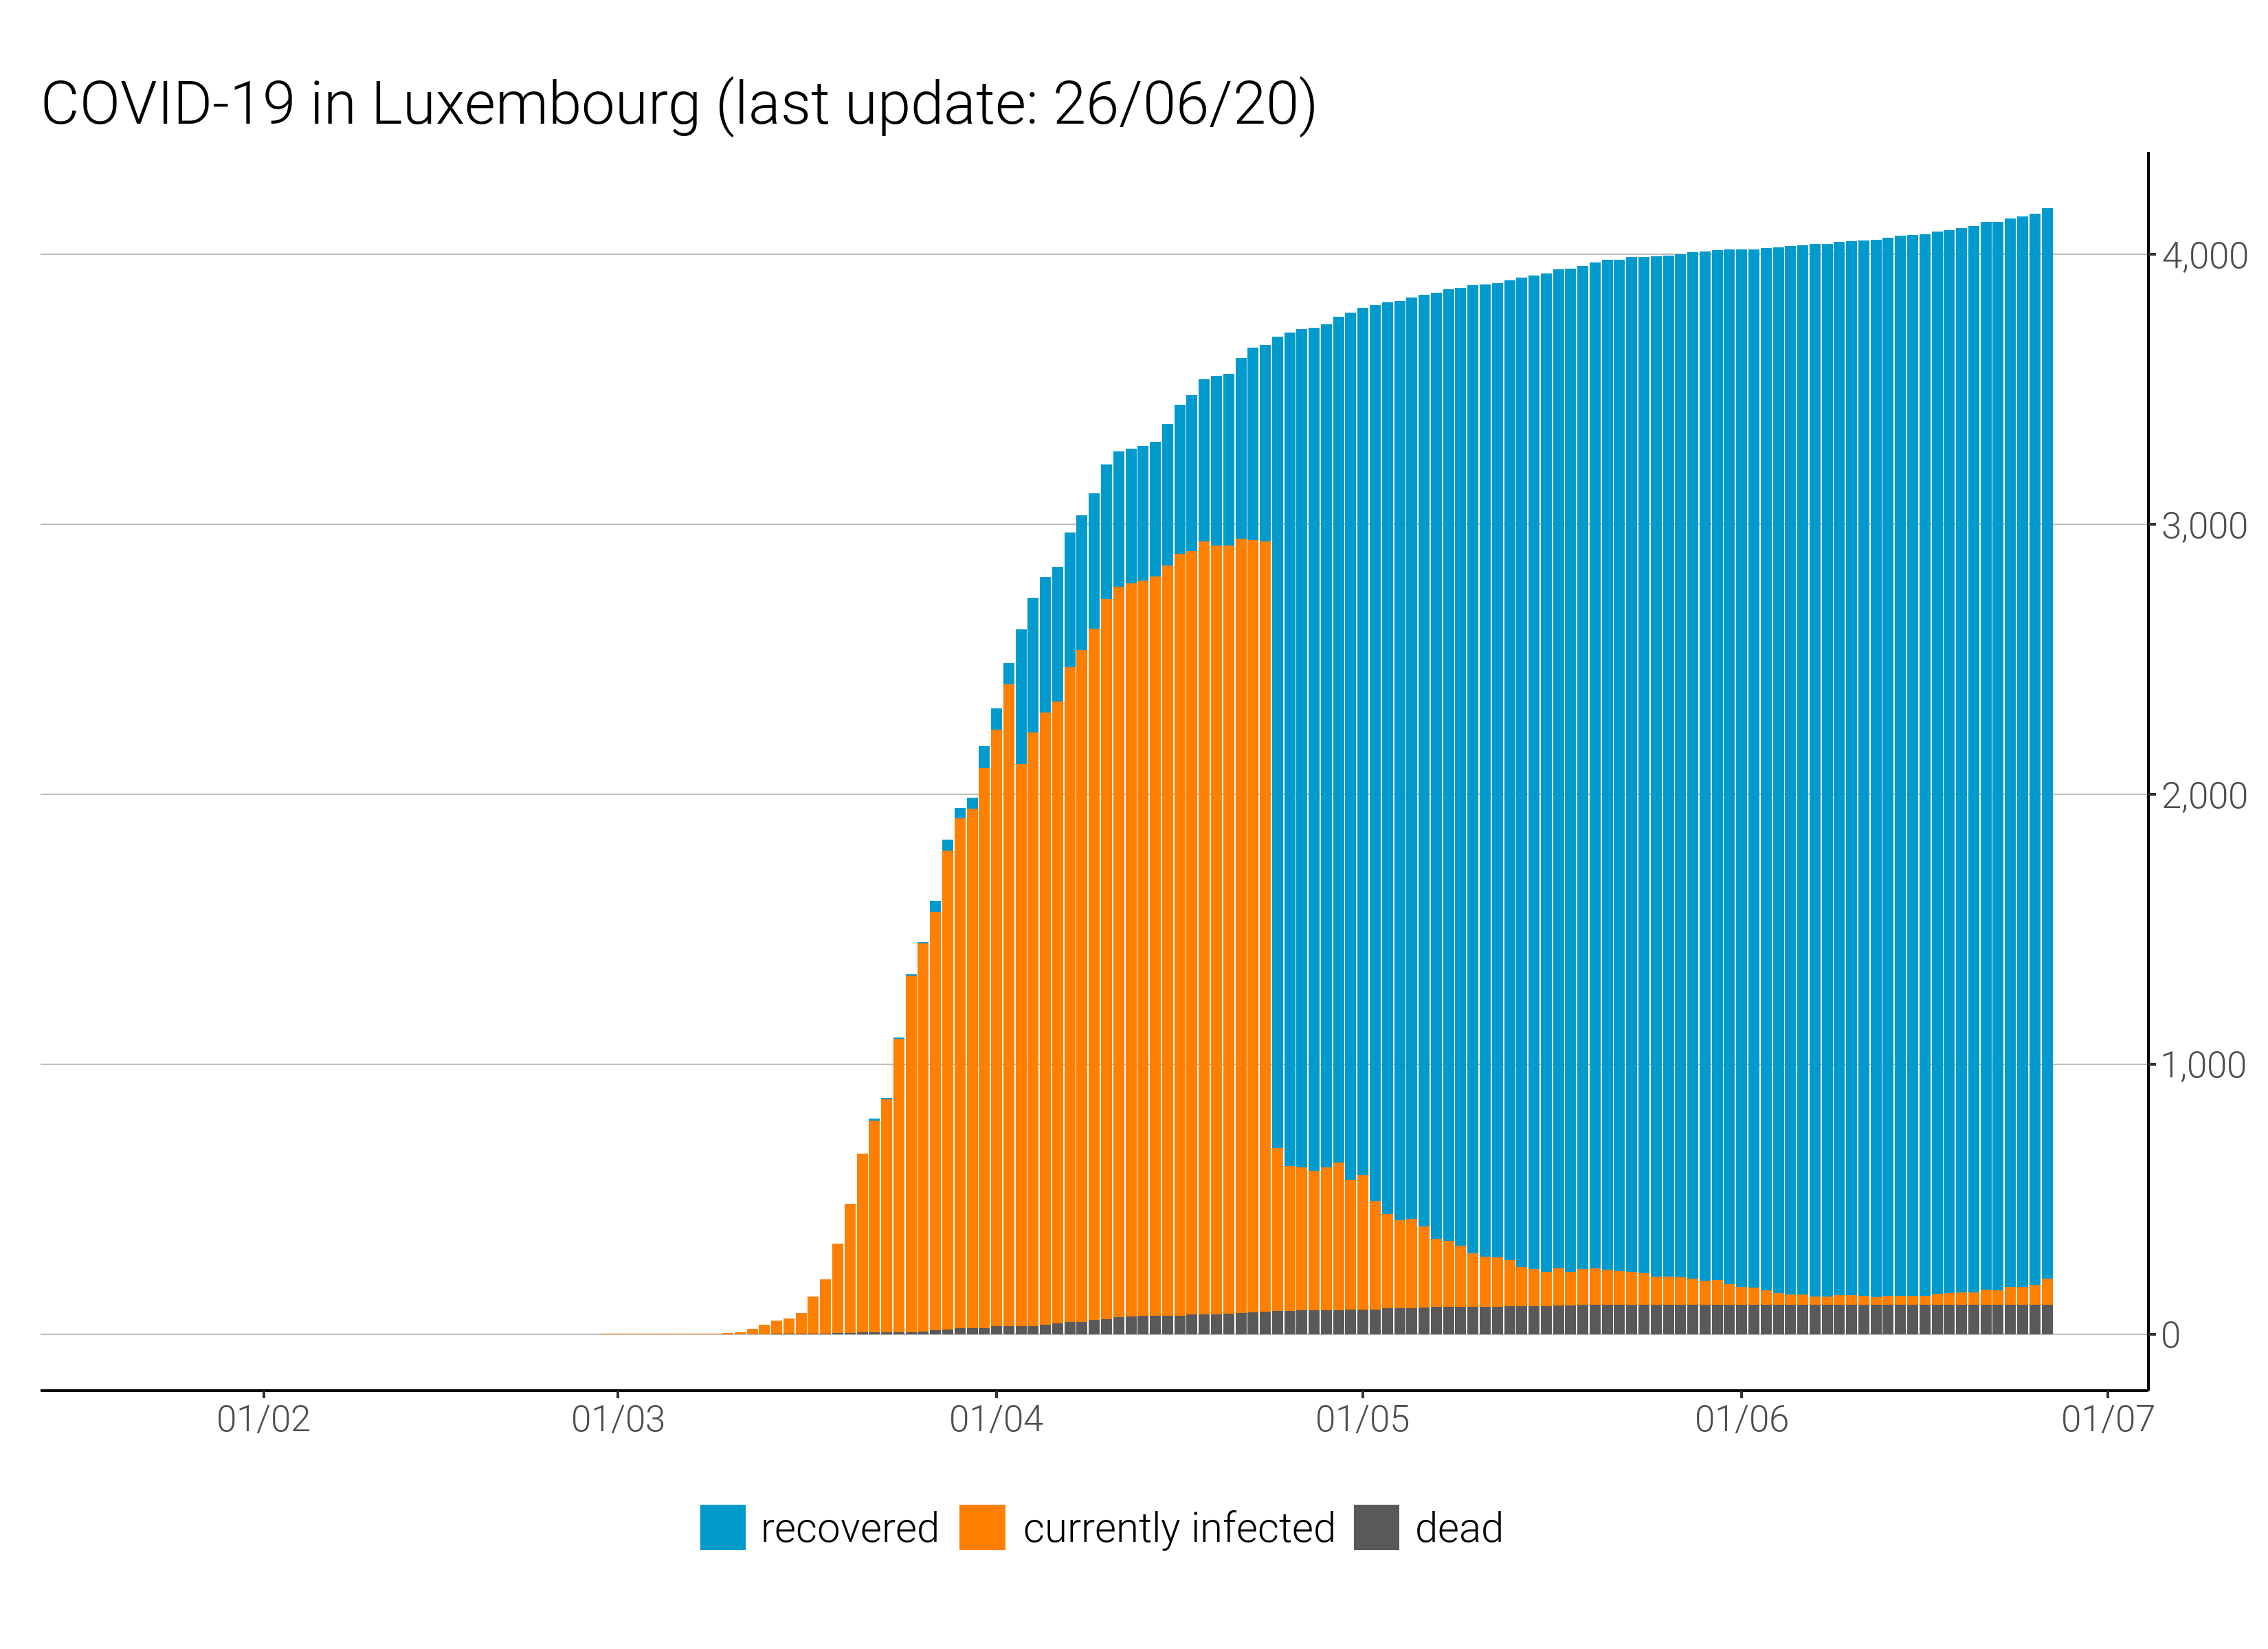 COVID-19 in Luxembourg (last update: 26/06/20)
4,000
3,000
2,000
1,000
0
01/02 01/03 01/04 01/05 01/06 01/07
recovered currently infected dead